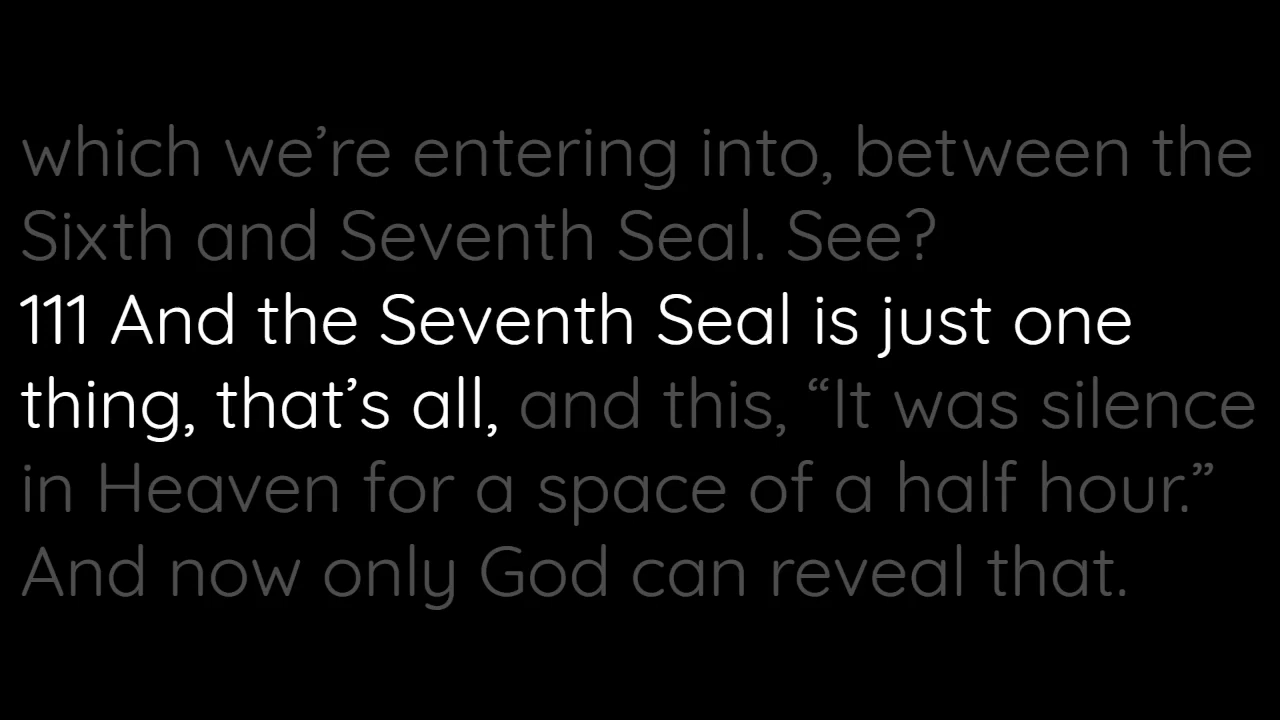 which we’re entering into, between the
Sixth and Seventh Seal. See?
111 And the Seventh Seal is just one
thing, that’s all, and this, “It was silence
in Heaven for a space of a half hour.”
And now only God can reveal that.